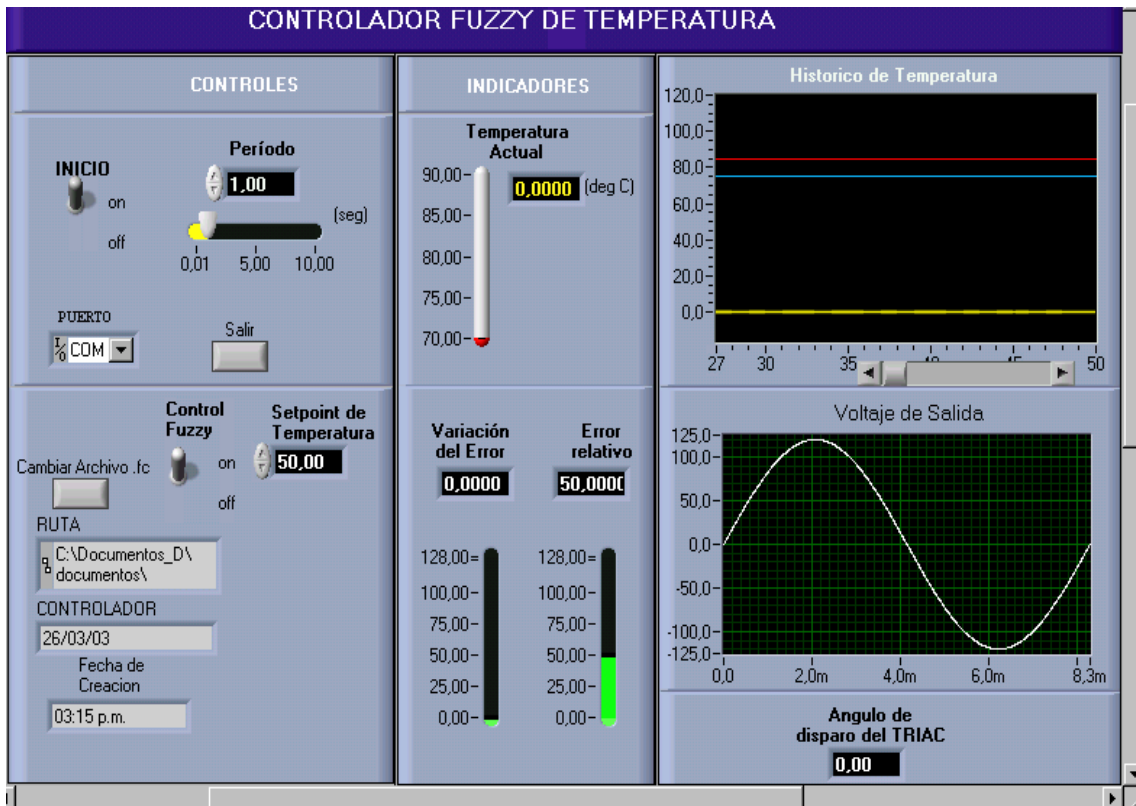 CONTROLADOR FUZZY DE TEMPERATURA
CONTROLES
INICIO
on
off
Período
1,00
(seg)
0,01 5,00 10,00
PUERTO
COM
Salir
Control
Fuzzy
on
off
Setpoint de
Temperatura
50,00
Cambiar Archivo .fc
RUTA
C:\Documentos_D\
documentos\
CONTROLADOR
26/03/03
Fecha de
Creacion
03:15 p.m.
INDICADORES
Temperatura
Actual
0,0000 (deg C)
90,00
85,00
80,00
75,00
70,00
Variación
del Error
0,0000
128,00
100,00
75,00
50,00
25,00
0,00
Error
relativo
50,000
128,00
100,00
75,00
50,00
25,00
0,00
Historico de Temperatura
120,0
100,0
80,0
60,0
40,0
20,0
0,0
27 30 35 50
Voltaje de Salida
125,0
100,0
50,0
0,0
-50,0
-100,0
-125,0
0,0 2,0m 4,0m 6,0m 8,3m
Angulo de
disparo del TRIAC
0,00